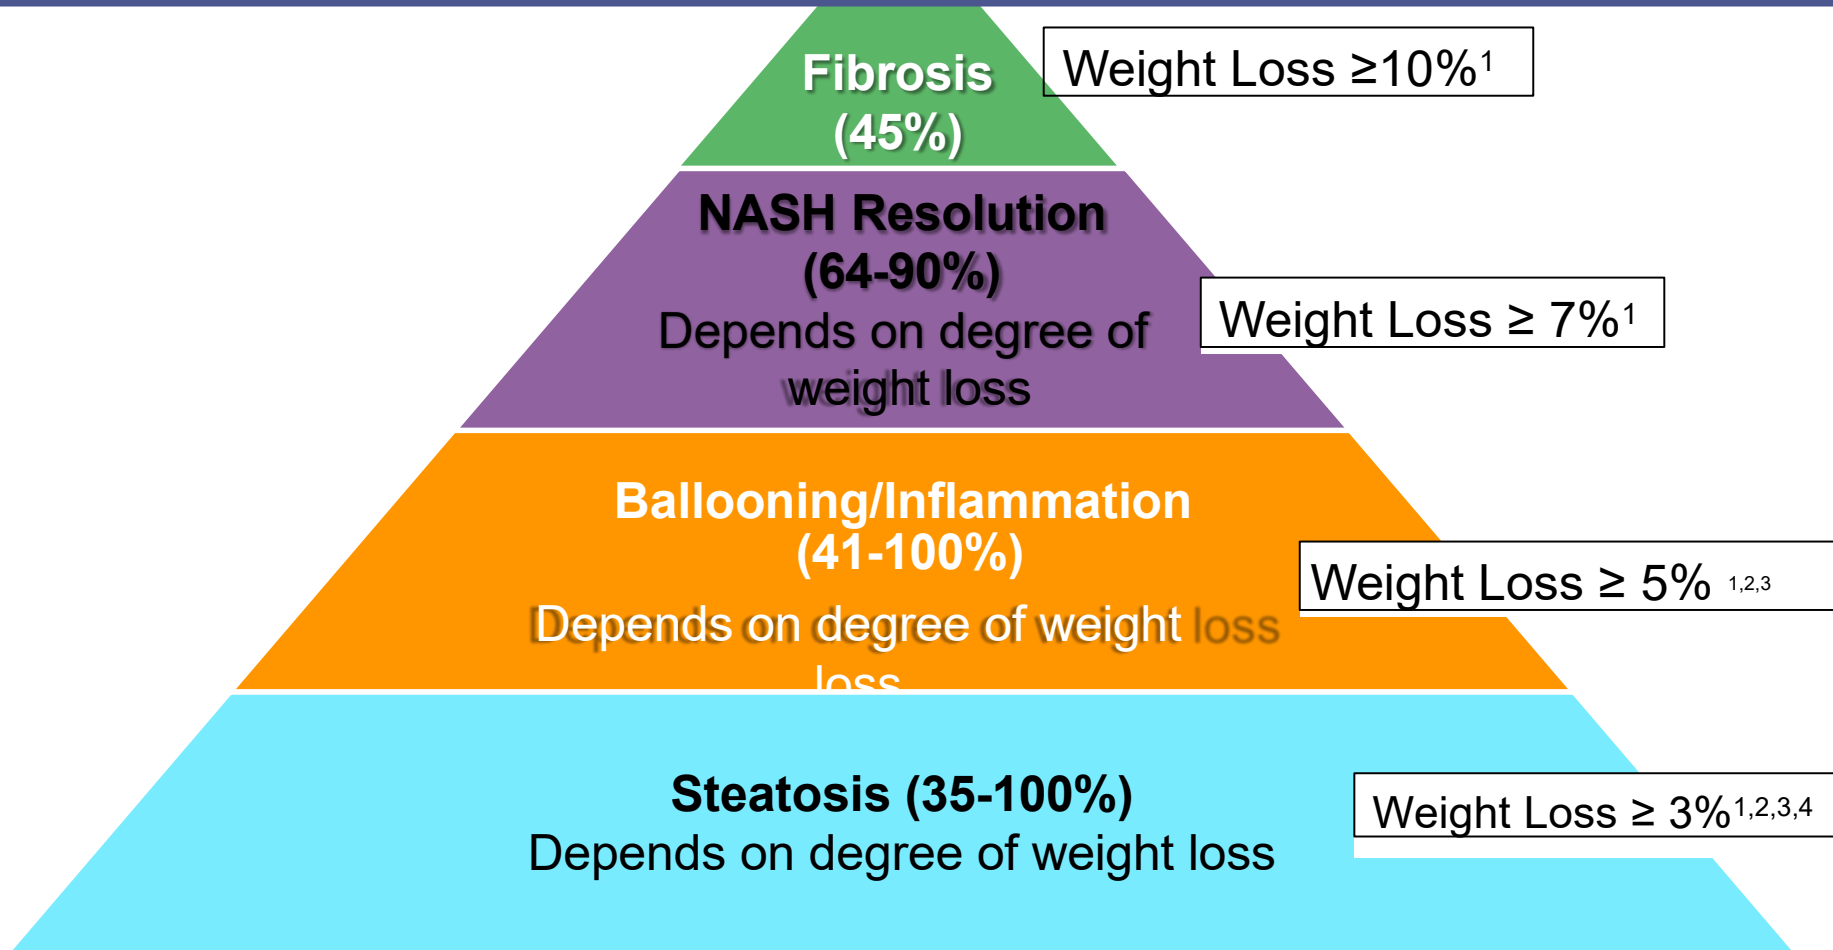 Fibrosis
(45%)
Weight Loss ≥10%¹
NASH Resolution
(64-90%)
Depends on degree of
weight loss
Weight Loss ≥ 7%¹
Ballooning/Inflammation
(41-100%)
Depends on degree of weight loss
loss
Weight Loss ≥ 5% ¹,²,³
Steatosis (35-100%)
Depends on degree of weight loss
Weight Loss ≥ 3%¹,²,³,⁴